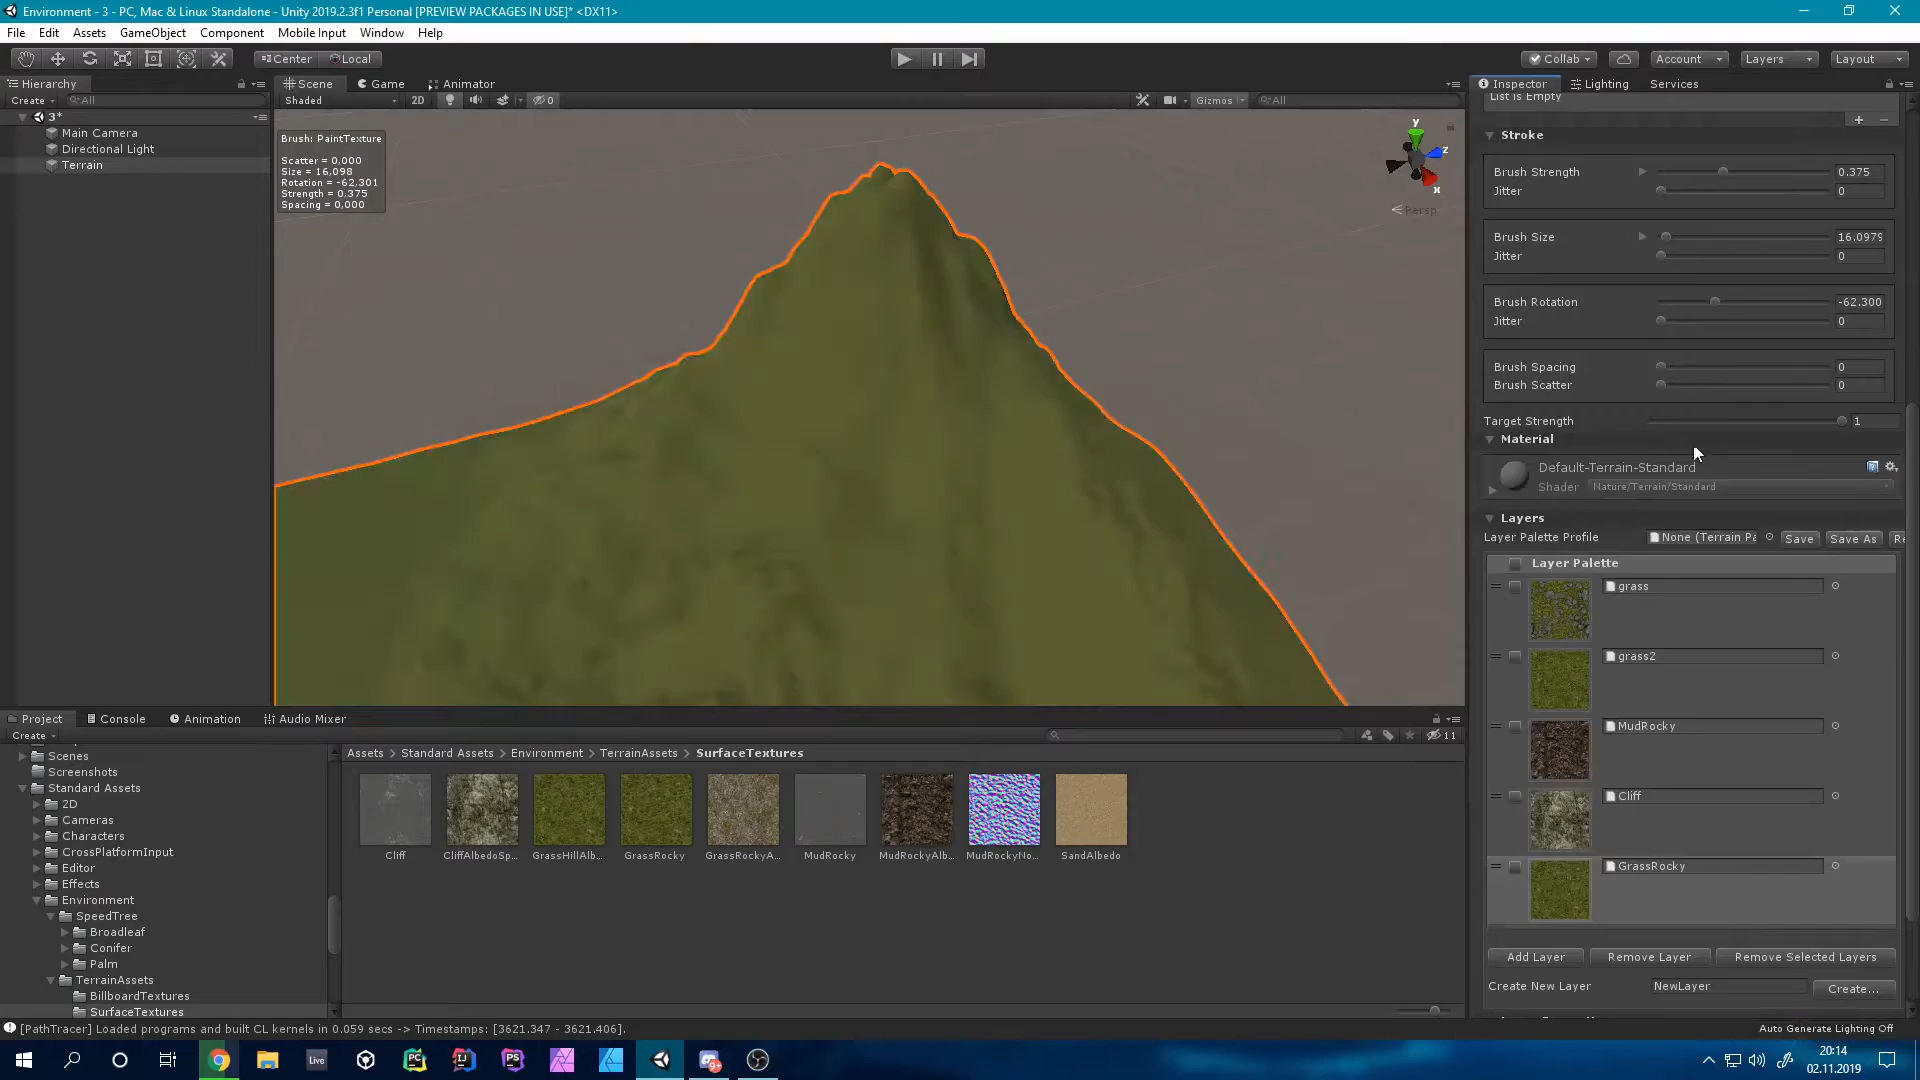 Environment - 3 - PC, Mac & Linux Standalone - Unity 2019.2.3f1 Personal [PREVIEW PACKAGES IN USE]* <DX11>
File Edit Assets GameObject Component Mobile Input Window Help
Center Local Collab Account Layers Layout
Hierarchy
Create All
3*
Main Camera
Directional Light
Terrain
Scene Game Animator
Shaded 2D 0 Gizmos All
Brush: PaintTexture
Scatter = 0,000
Size = 16,098
Rotation = -62,301
Strength = 0,375
Spacing = 0,000
y
z
x
Persp
Inspector Lighting Services
List is Empty
Stroke
Brush Strength 0.375
Jitter 0
Brush Size 16.0979
Jitter 0
Brush Rotation -62.300
Jitter 0
Brush Spacing 0
Brush Scatter 0
Target Strength 1
Material
Default-Terrain-Standard
Shader Nature/Terrain/Standard
Layers
Layer Palette Profile None (Terrain Pa Save Save As Re
Layer Palette
grass
grass2
MudRocky
Cliff
GrassRocky
Add Layer Remove Layer Remove Selected Layers
Create New Layer NewLayer Create...
Project Console Animation Audio Mixer
Create 11
Scenes
Screenshots
Standard Assets
2D
Cameras
Characters
CrossPlatformInput
Editor
Effects
Environment
SpeedTree
Broadleaf
Conifer
Palm
TerrainAssets
BillboardTextures
SurfaceTextures
Assets > Standard Assets > Environment > TerrainAssets > SurfaceTextures
Cliff CliffAlbedoSp... GrassHillAlb... GrassRocky GrassRockyA... MudRocky MudRockyAlb... MudRockyNo... SandAlbedo
[PathTracer] Loaded programs and built CL kernels in 0.059 secs -> Timestamps: [3621.347 - 3621.406].
Auto Generate Lighting Off
Live PC IJ PS 9+
20:14
02.11.2019